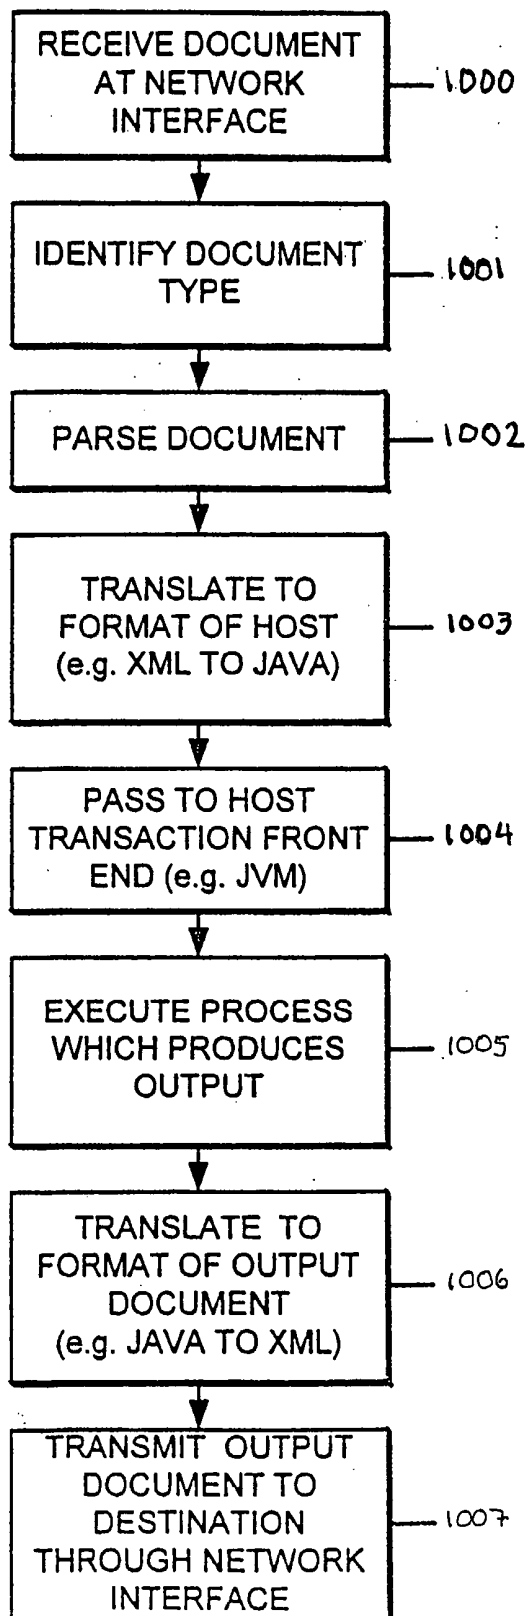 RECEIVE DOCUMENT
AT NETWORK
INTERFACE
1000
IDENTIFY DOCUMENT
TYPE
1001
PARSE DOCUMENT
1002
TRANSLATE TO
FORMAT OF HOST
(e.g. XML TO JAVA)
1003
PASS TO HOST
TRANSACTION FRONT
END (e.g. JVM)
1004
EXECUTE PROCESS
WHICH PRODUCES
OUTPUT
1005
TRANSLATE TO
FORMAT OF OUTPUT
DOCUMENT
(e.g. JAVA TO XML)
1006
TRANSMIT OUTPUT
DOCUMENT TO
DESTINATION
THROUGH NETWORK
INTERFACE
1007